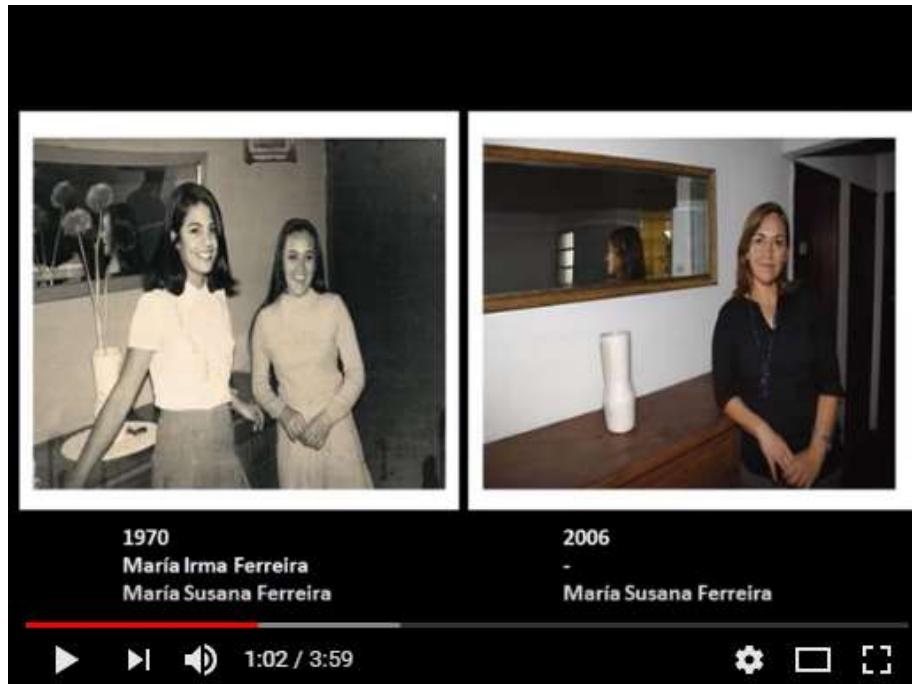 1970
María Irma Ferreira
María Susana Ferreira
2006
-
María Susana Ferreira
1:02 / 3:59